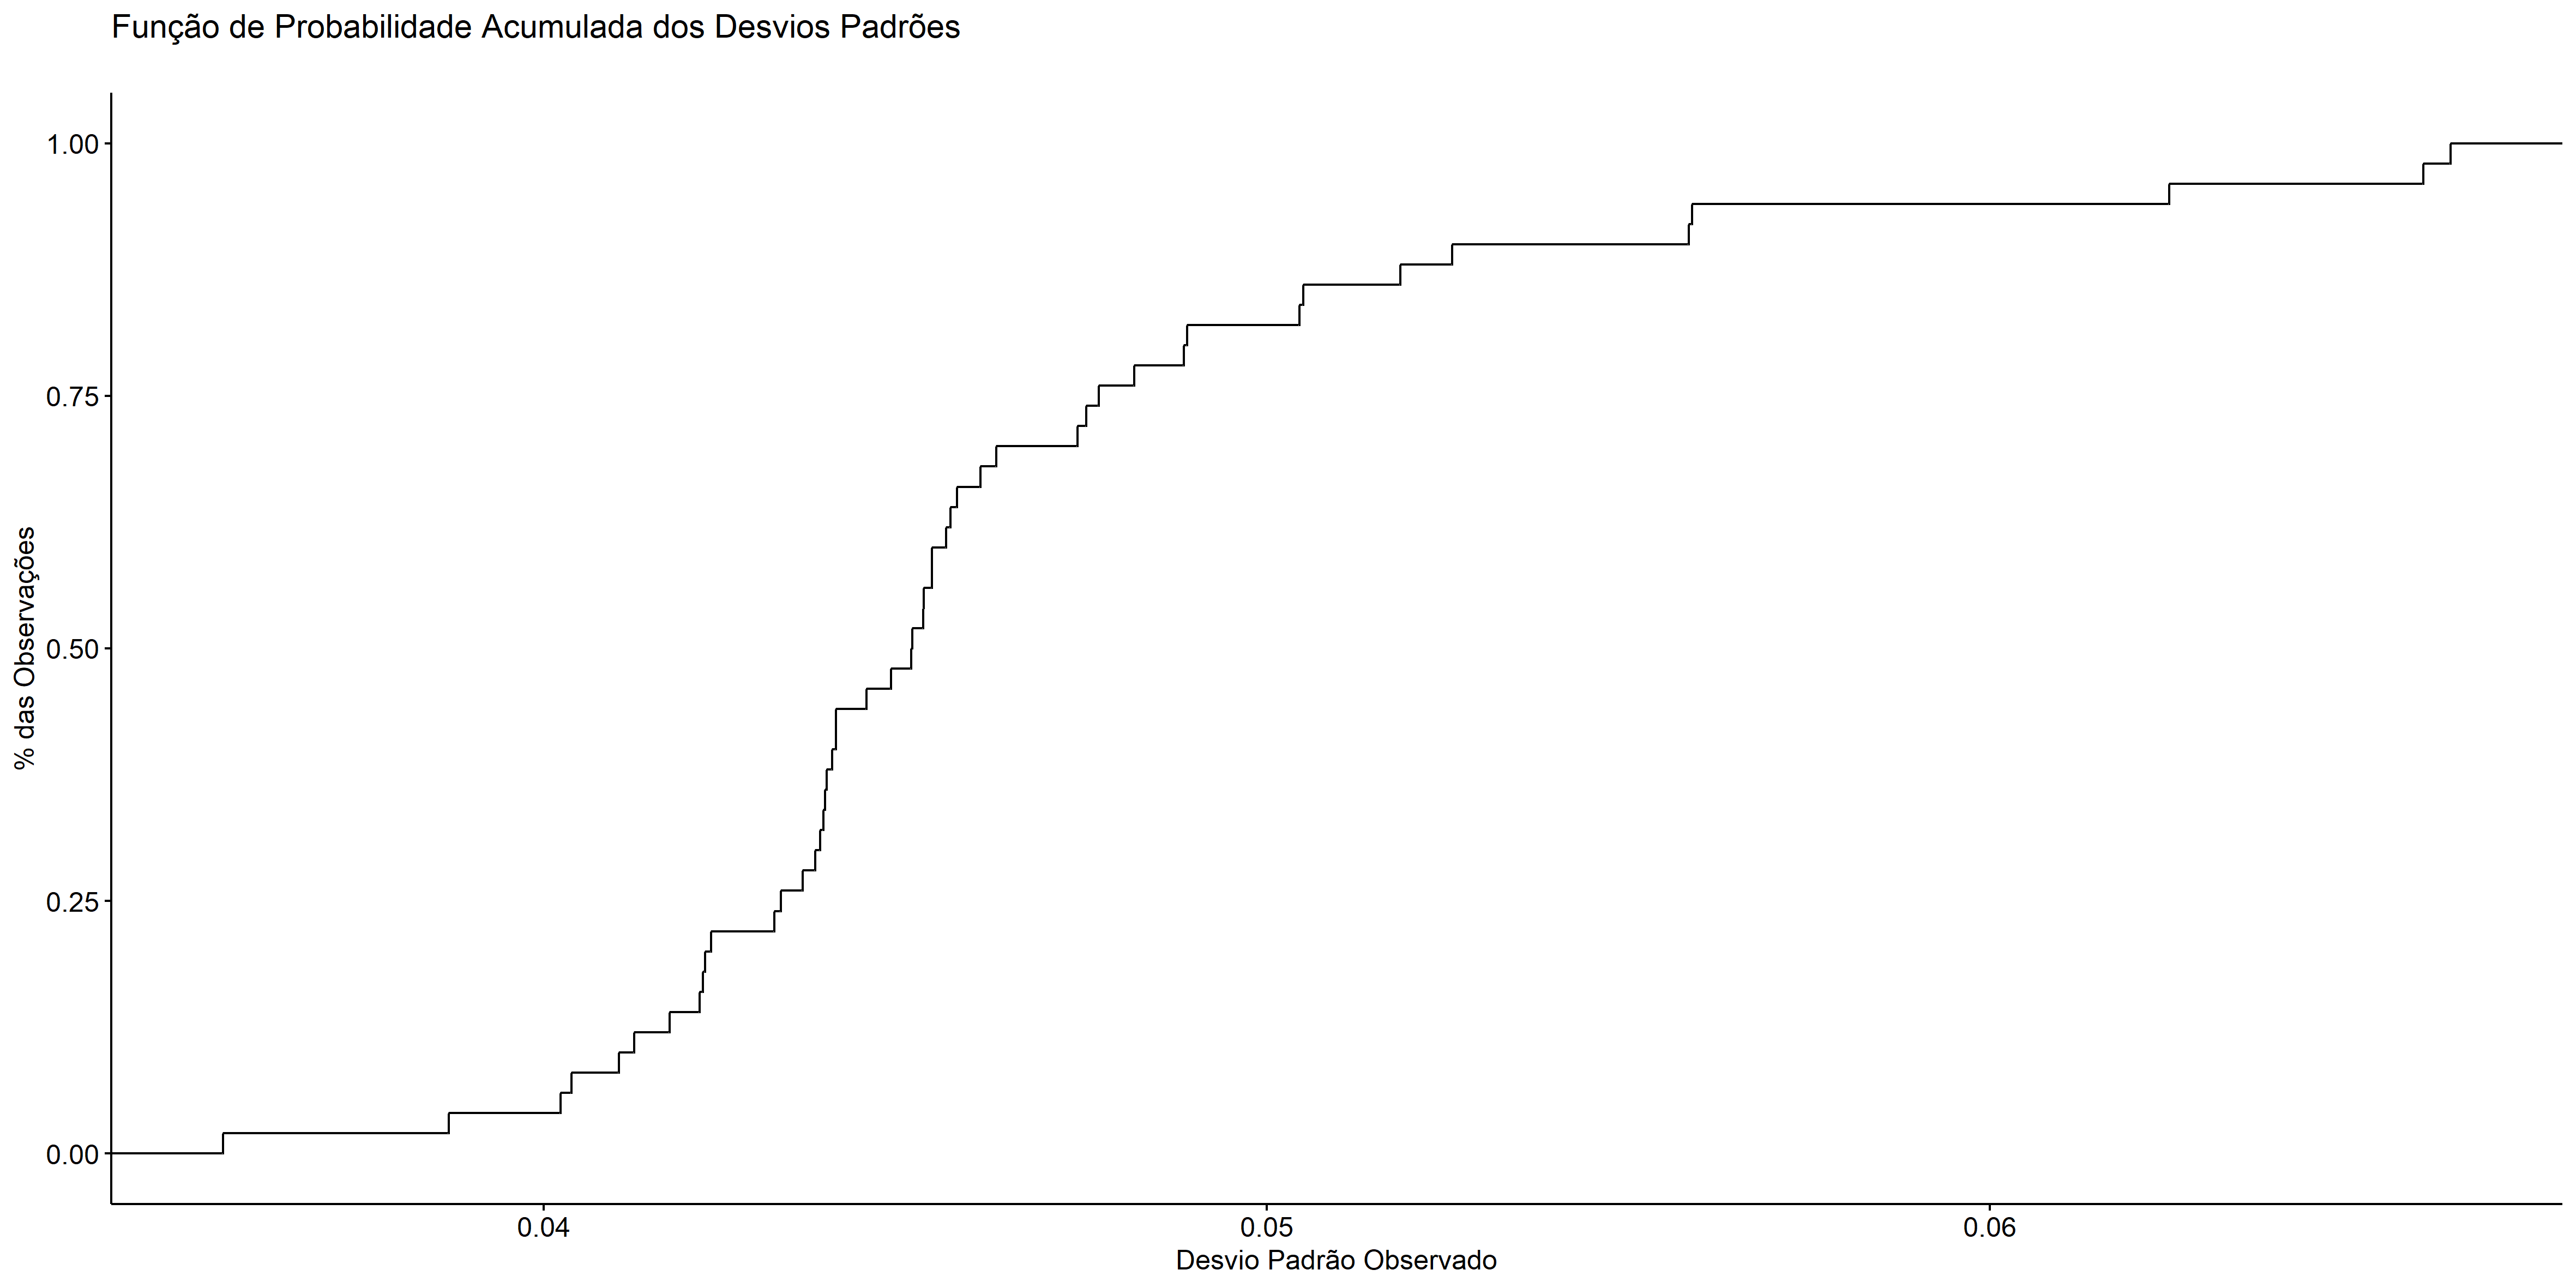 Função de Probabilidade Acumulada dos Desvios Padrões
1.00
0.75
0.50
0.25
0.00
% das Observações
0.04
0.05
0.06
Desvio Padrão Observado